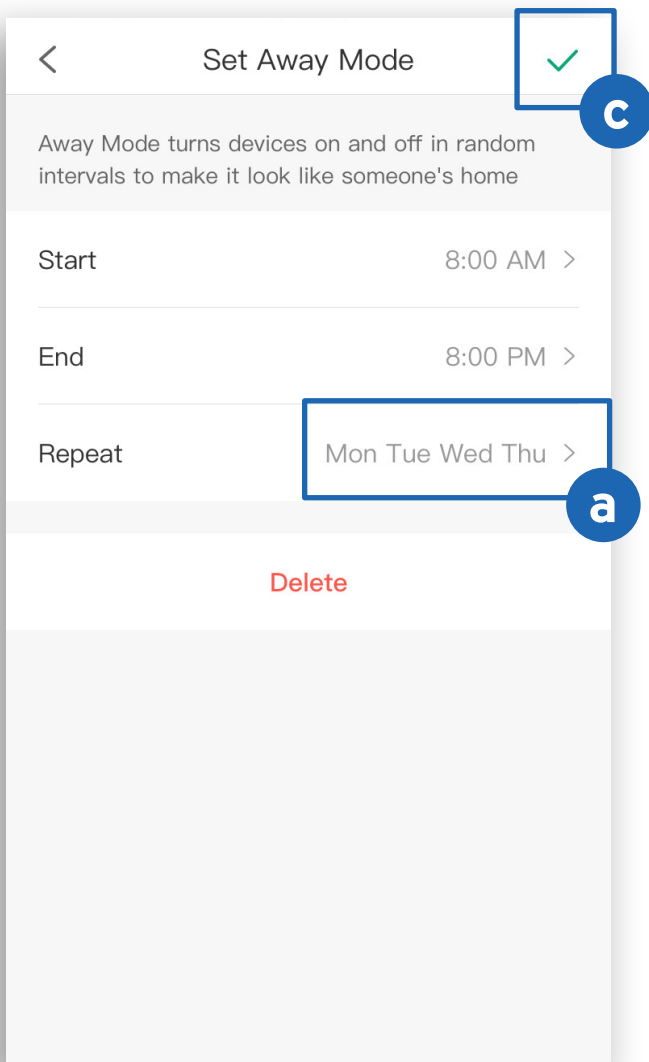 Set Away Mode
c
Away Mode turns devices on and off in random
intervals to make it look like someone's home
Start 8:00 AM
End 8:00 PM
Repeat Mon Tue Wed Thu
a
Delete